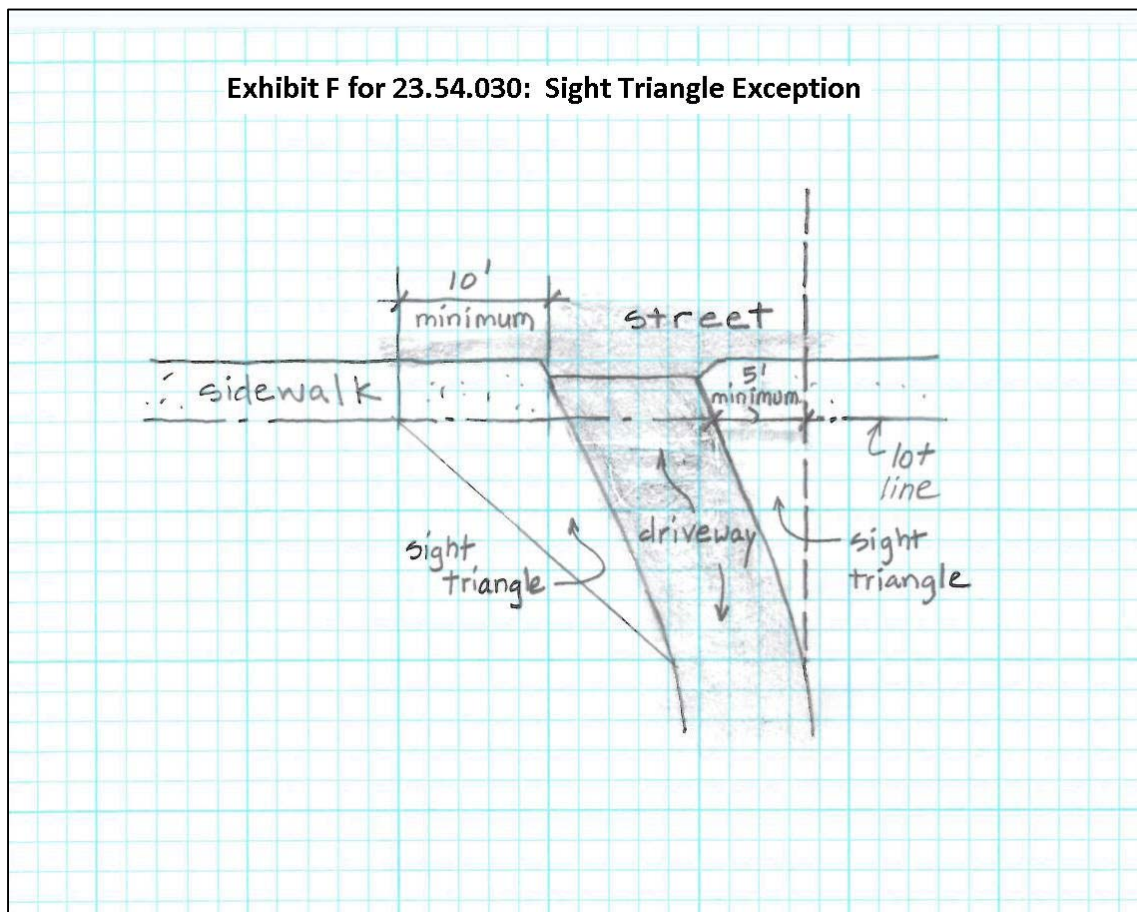 Exhibit F for 23.54.030: Sight Triangle Exception
10'
minimum
street
sidewalk
5'
minimum
lot
line
sight
triangle
driveway
sight
triangle